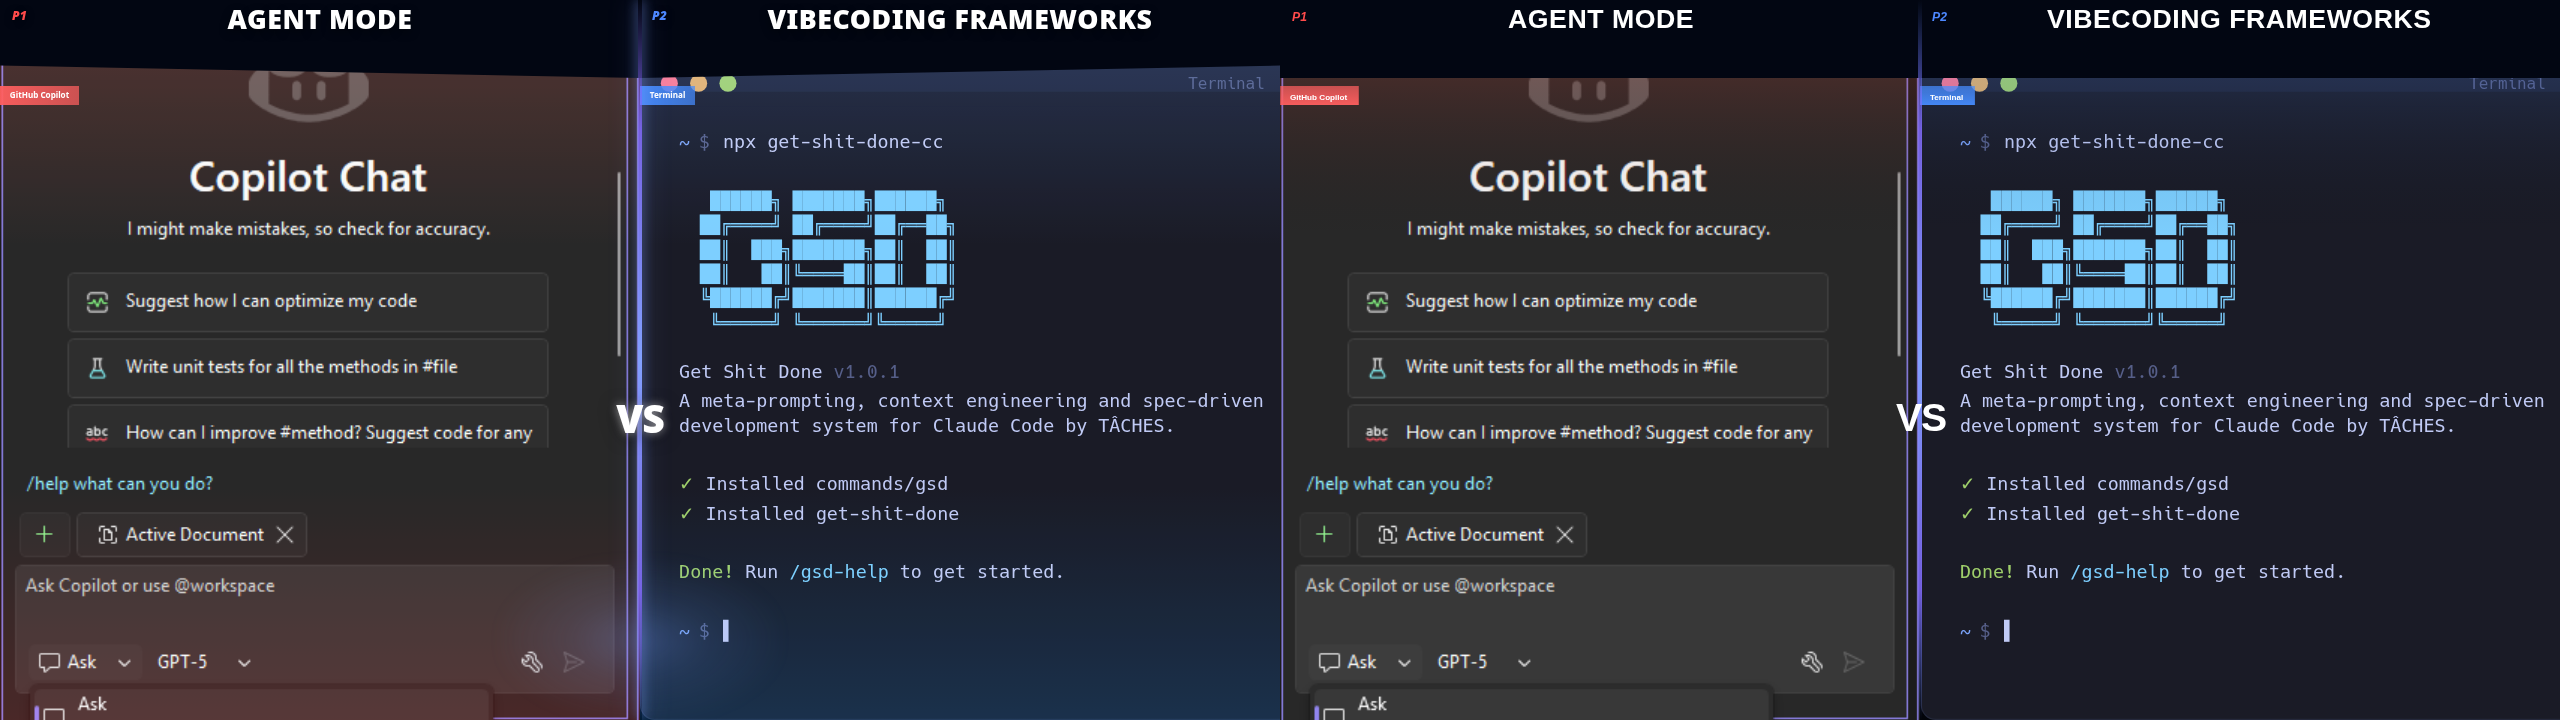 P1
AGENT MODE
P2
VIBECODING FRAMEWORKS
GitHub Copilot
Copilot Chat
I might make mistakes, so check for accuracy.
Suggest how I can optimize my code
Write unit tests for all the methods in #file
abc
How can I improve #method? Suggest code for any
/help what can you do?
+
Active Document
Ask Copilot or use @workspace
Ask
GPT-5
Ask
VS
Terminal
Terminal
~ $ npx get-shit-done-cc
GSD
Get Shit Done v1.0.1
A meta-prompting, context engineering and spec-driven
development system for Claude Code by TÂCHES.
✓ Installed commands/gsd
✓ Installed get-shit-done
Done! Run /gsd-help to get started.
~ $
P1
AGENT MODE
P2
VIBECODING FRAMEWORKS
GitHub Copilot
Copilot Chat
I might make mistakes, so check for accuracy.
Suggest how I can optimize my code
Write unit tests for all the methods in #file
abc
How can I improve #method? Suggest code for any
/help what can you do?
+
Active Document
Ask Copilot or use @workspace
Ask
GPT-5
Ask
VS
Terminal
Terminal
~ $ npx get-shit-done-cc
GSD
Get Shit Done v1.0.1
A meta-prompting, context engineering and spec-driven
development system for Claude Code by TÂCHES.
✓ Installed commands/gsd
✓ Installed get-shit-done
Done! Run /gsd-help to get started.
~ $